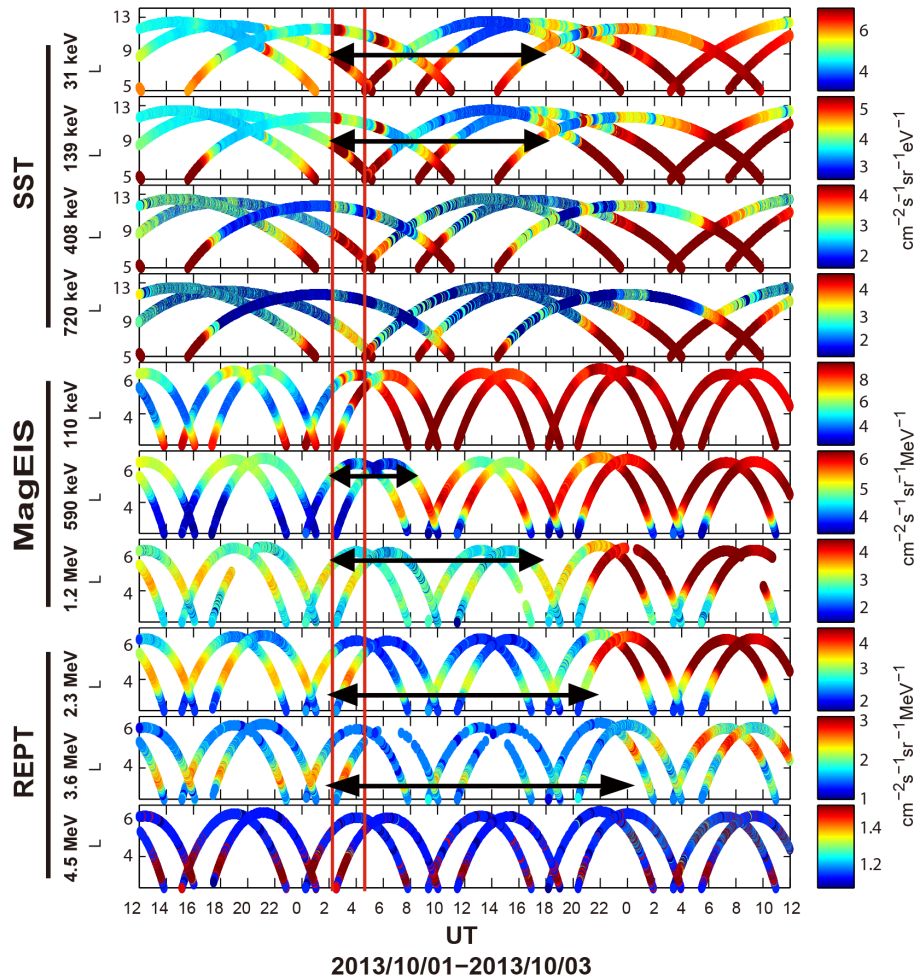 SST
31 keV
L
13
9
5
6
5
4
139 keV
L
13
9
5
5
4
3
408 keV
L
13
9
5
4
3
2
720 keV
L
13
9
5
4
3
2
cm⁻²s⁻¹sr⁻¹eV⁻¹
MagEIS
110 keV
L
6
4
8
6
4
590 keV
L
6
4
6
5
4
1.2 MeV
L
6
4
4
3
2
cm⁻²s⁻¹sr⁻¹MeV⁻¹
REPT
2.3 MeV
L
6
4
4
3
2
3.6 MeV
L
6
4
3
2
1
4.5 MeV
L
6
4
1.4
1.2
cm⁻²s⁻¹sr⁻¹MeV⁻¹
12 14 16 18 20 22 0 2 4 6 8 10 12 14 16 18 20 22 0 2 4 6 8 10 12
UT
2013/10/01−2013/10/03